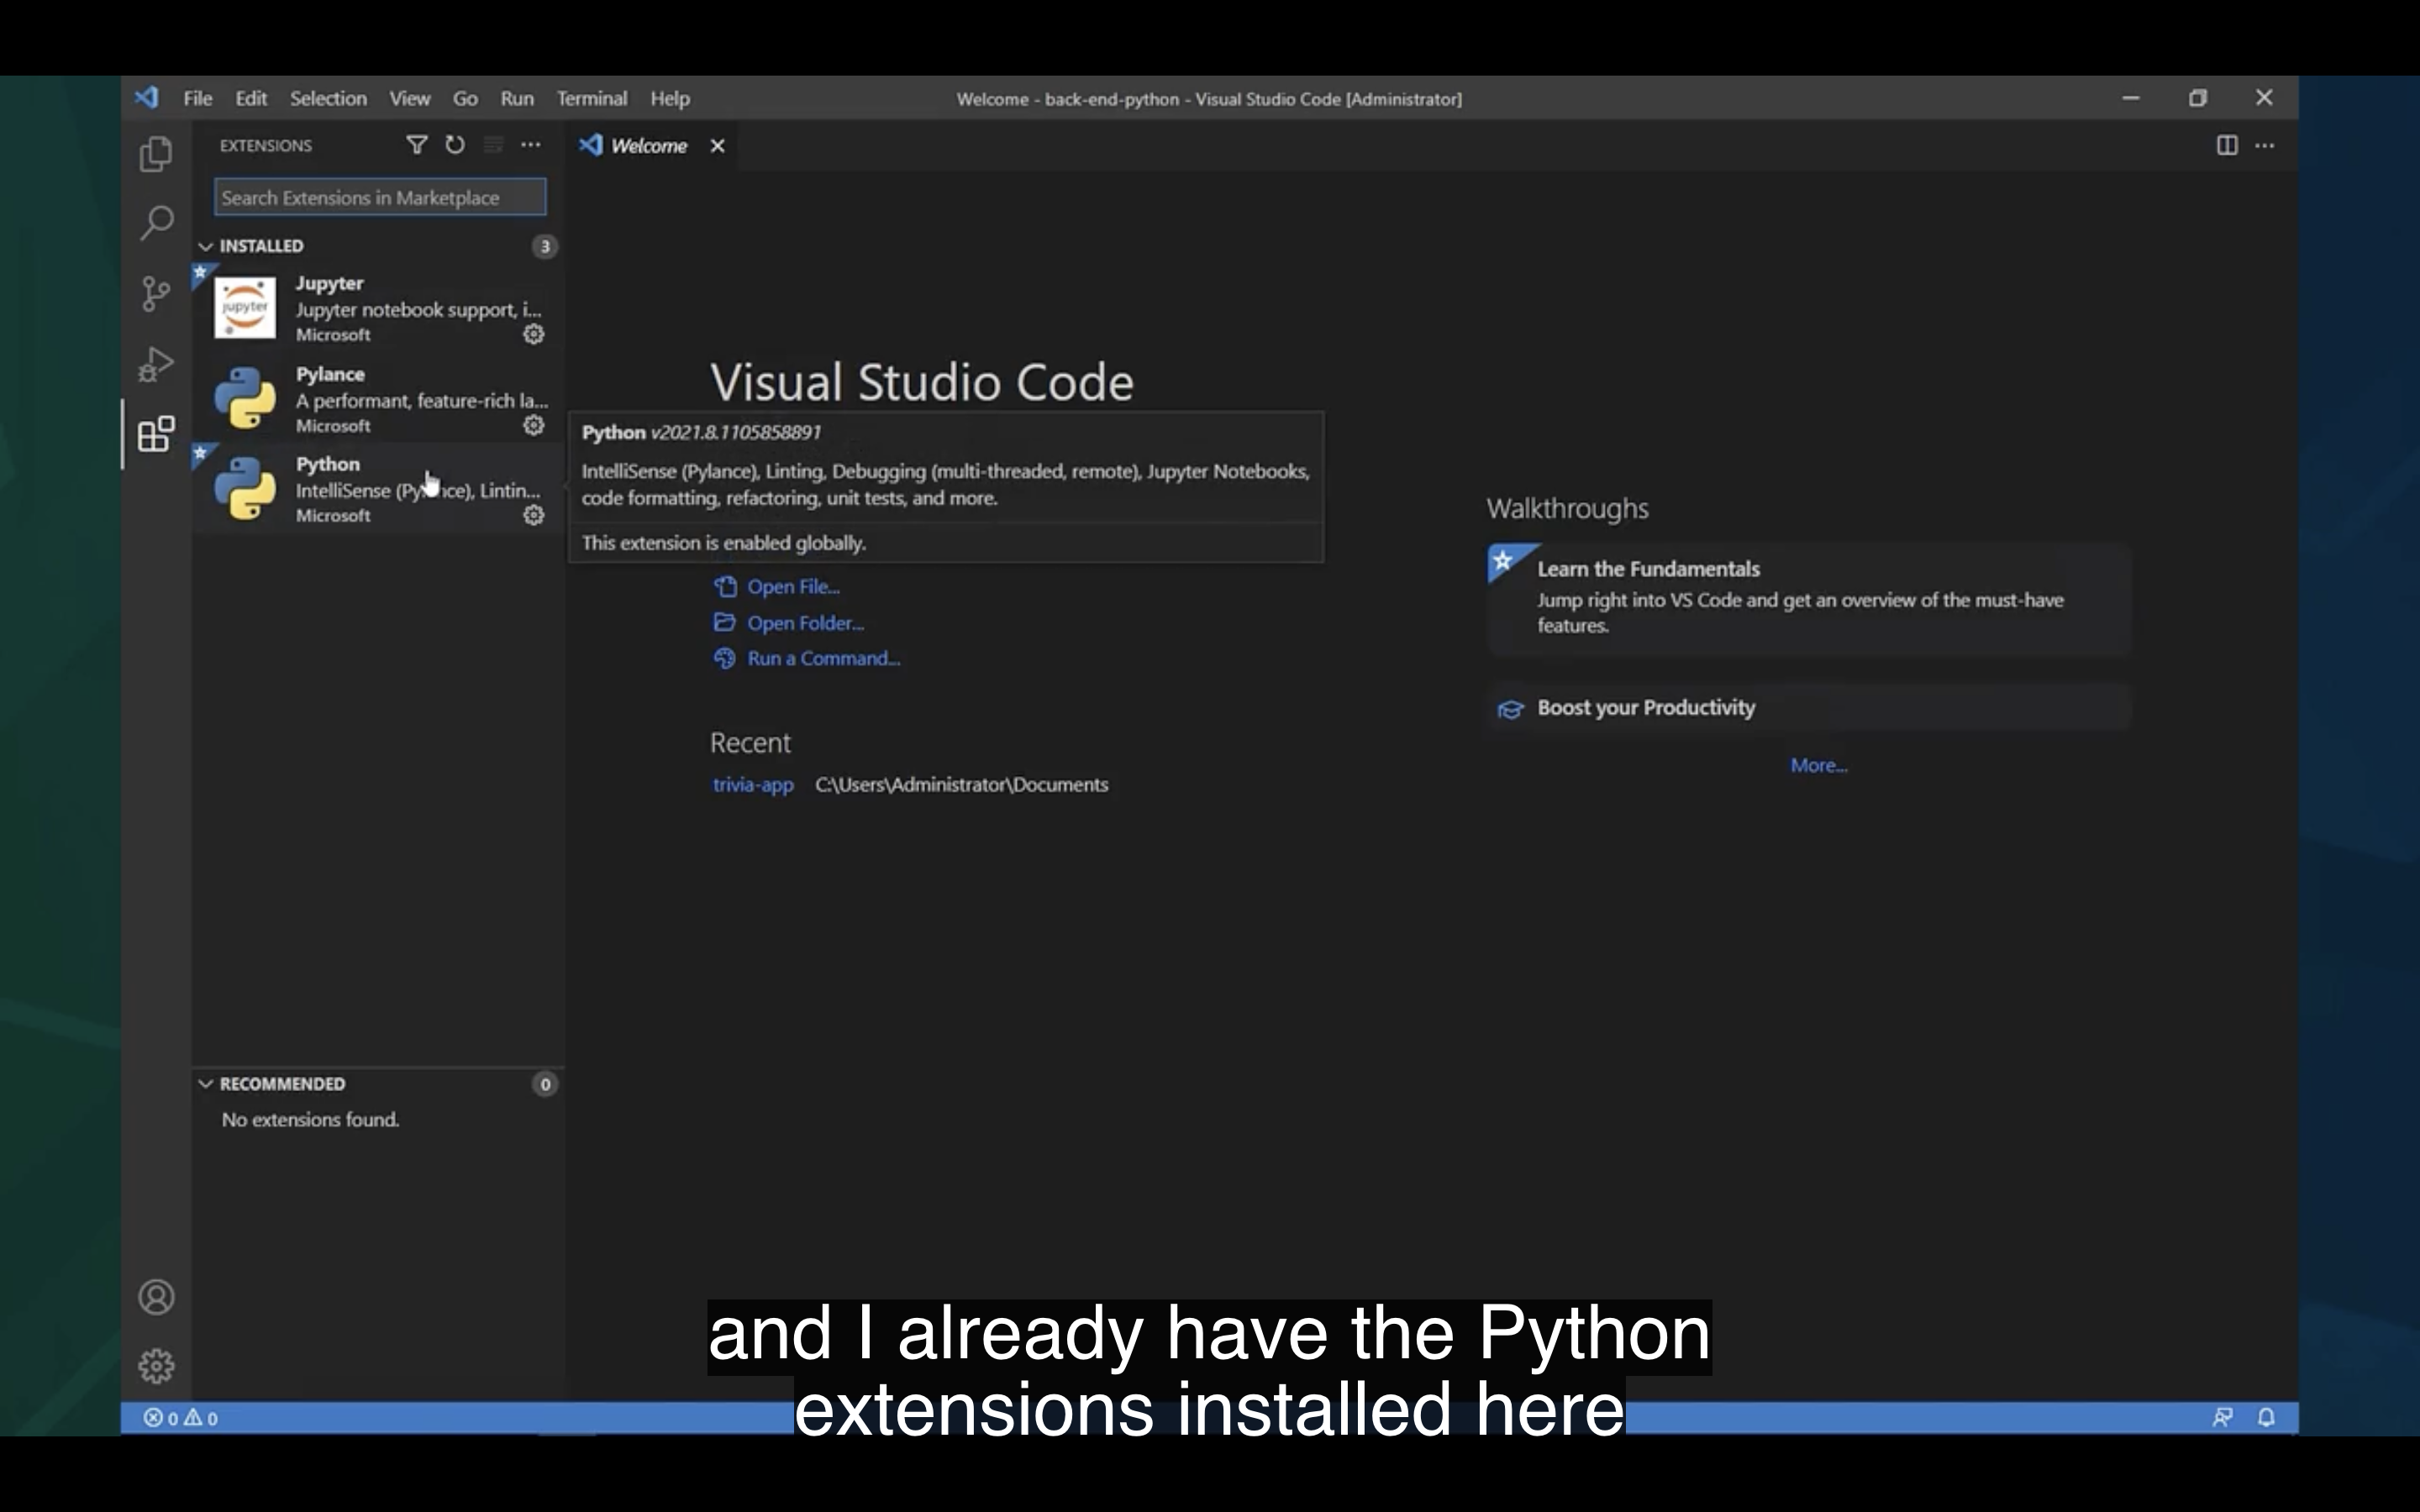 File Edit Selection View Go Run Terminal Help
Welcome - back-end-python - Visual Studio Code [Administrator]
EXTENSIONS
Welcome
Search Extensions in Marketplace
INSTALLED 3
jupyter
Jupyter
Jupyter notebook support, i...
Microsoft
Pylance
A performant, feature-rich la...
Microsoft
Python
IntelliSense (Py nce), Lintin...
Microsoft
Visual Studio Code
Python v2021.8.1105858891
IntelliSense (Pylance), Linting, Debugging (multi-threaded, remote), Jupyter Notebooks,
code formatting, refactoring, unit tests, and more.
This extension is enabled globally.
Open File...
Open Folder...
Run a Command...
Recent
trivia-app C:\Users\Administrator\Documents
Walkthroughs
Learn the Fundamentals
Jump right into VS Code and get an overview of the must-have
features.
Boost your Productivity
More...
RECOMMENDED 0
No extensions found.
and I already have the Python
extensions installed here
0 0